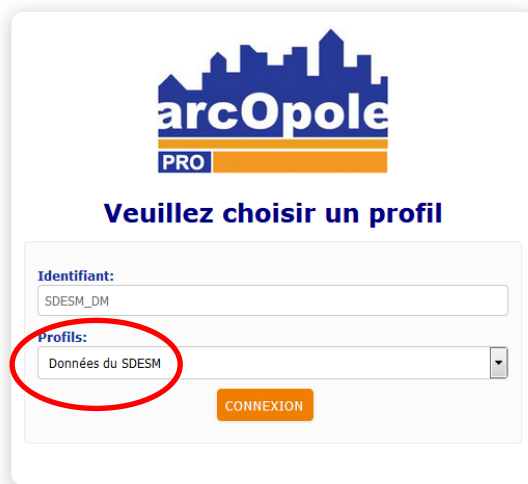 arcOpole
PRO
Veuillez choisir un profil
Identifiant:
SDESM_DM
Profils:
Données du SDESM
CONNEXION